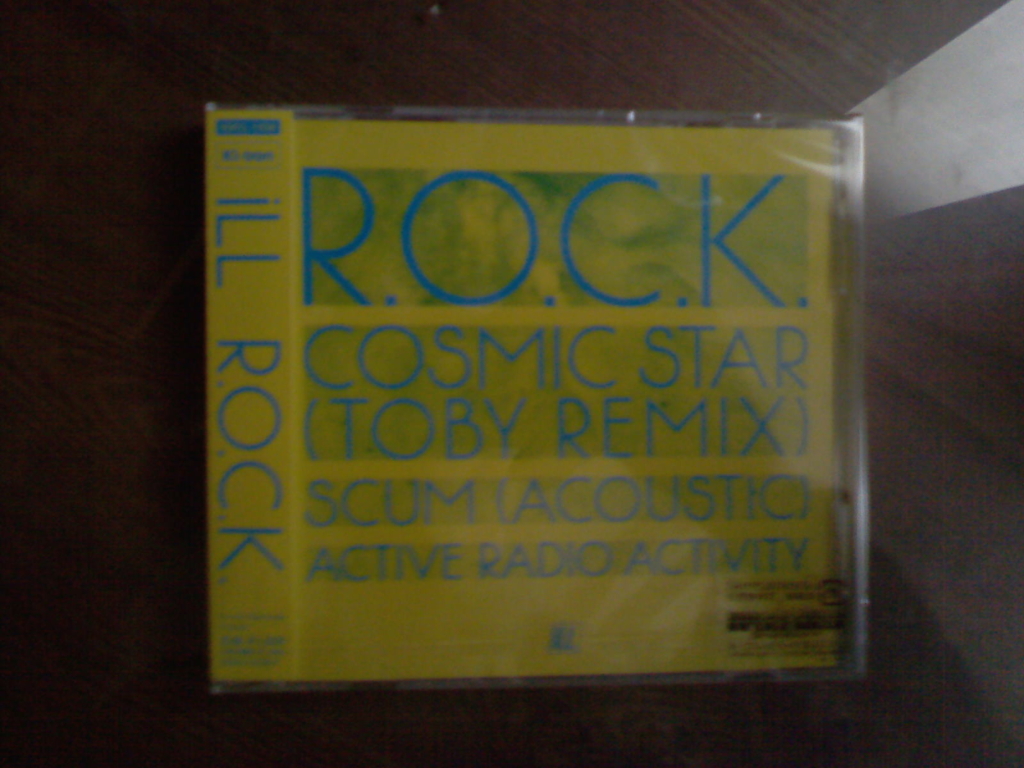 iLL R.O.C.K.
R.O.C.K.
COSMIC STAR
(TOBY REMIX)
SCUM (ACOUSTIC)
ACTIVE RADIO ACTIVITY